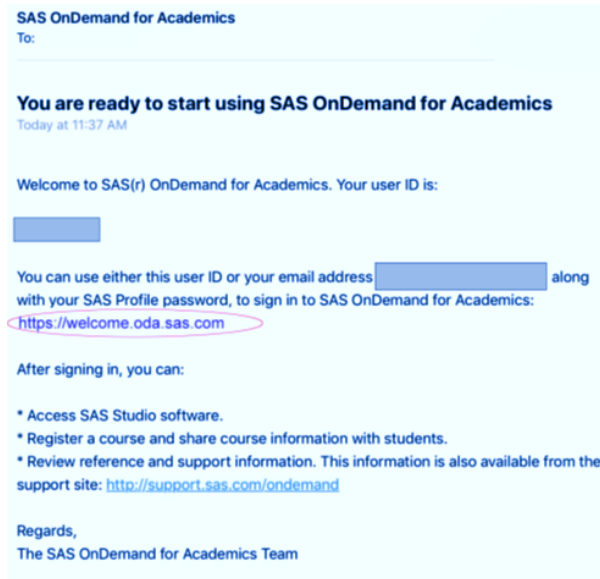 SAS OnDemand for Academics
To:
You are ready to start using SAS OnDemand for Academics
Today at 11:37 AM
Welcome to SAS(r) OnDemand for Academics. Your user ID is:
You can use either this user ID or your email address along
with your SAS Profile password, to sign in to SAS OnDemand for Academics:
https://welcome.oda.sas.com
After signing in, you can:
* Access SAS Studio software.
* Register a course and share course information with students.
* Review reference and support information. This information is also available from the
support site: http://support.sas.com/ondemand
Regards,
The SAS OnDemand for Academics Team